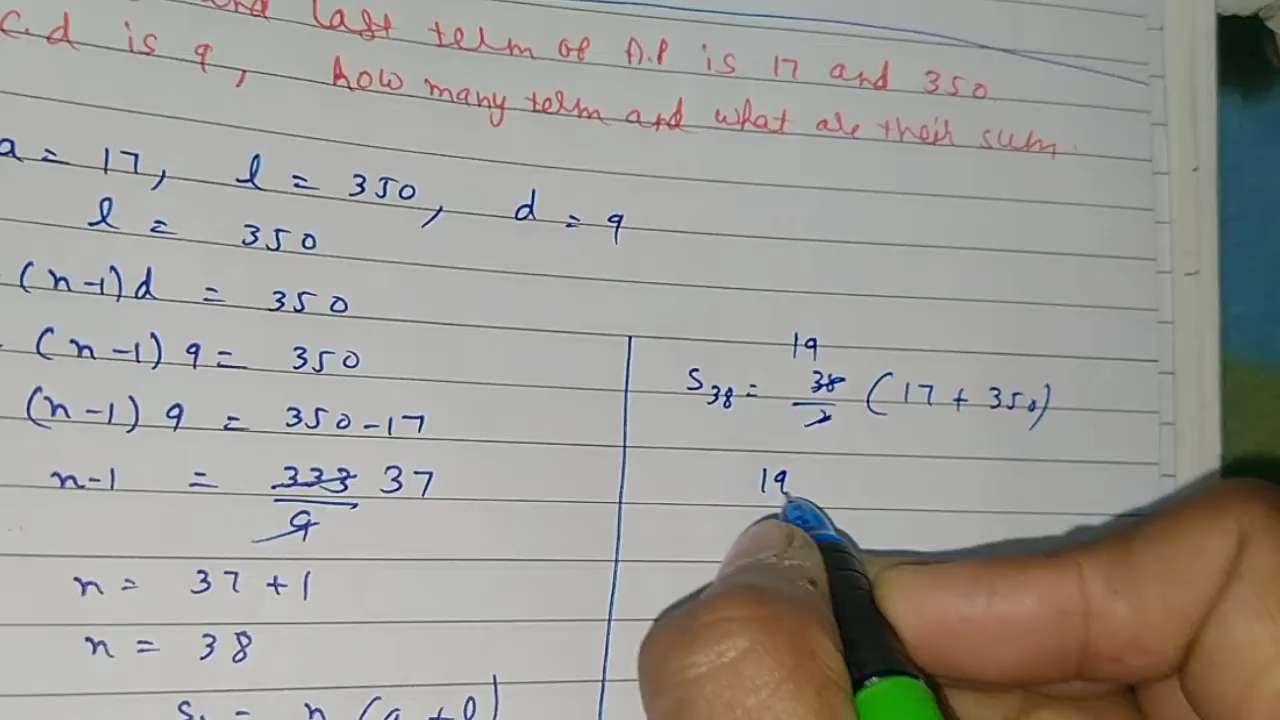 last term of A.P is 17 and 350
C.d is 9, how many term and what are their sum.
a = 17, l = 350, d = 9
l = 350
(n-1)d = 350
(n-1) 9 = 350
(n-1) 9 = 350-17
n-1 = 333/9 37
n = 37 + 1
n = 38
n (a + l)
19
S38 = 38/2 (17 + 350)
19